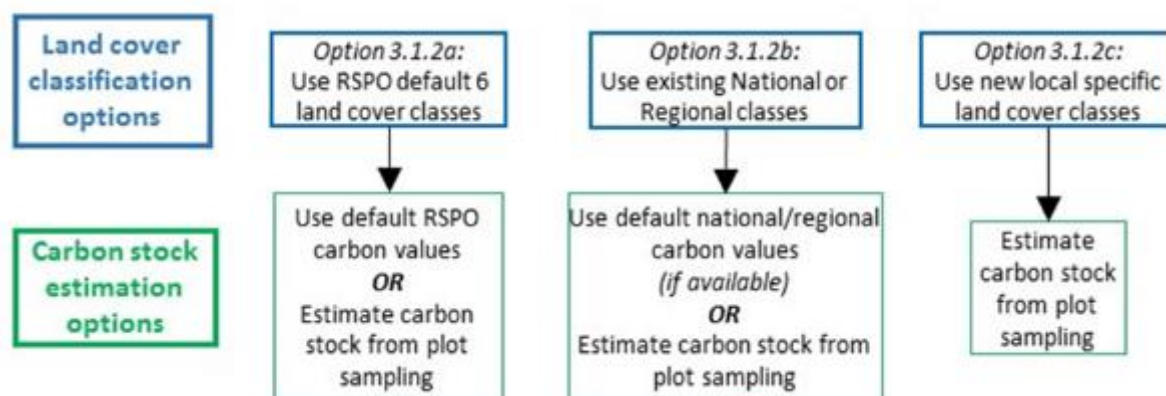 Land cover
classification
options
Option 3.1.2a:
Use RSPO default 6
land cover classes
Option 3.1.2b:
Use existing National or
Regional classes
Option 3.1.2c:
Use new local specific
land cover classes
Carbon stock
estimation
options
Use default RSPO
carbon values
OR
Estimate carbon
stock from plot
sampling
Use default national/regional
carbon values
(if available)
OR
Estimate carbon stock from
plot sampling
Estimate
carbon stock
from plot
sampling